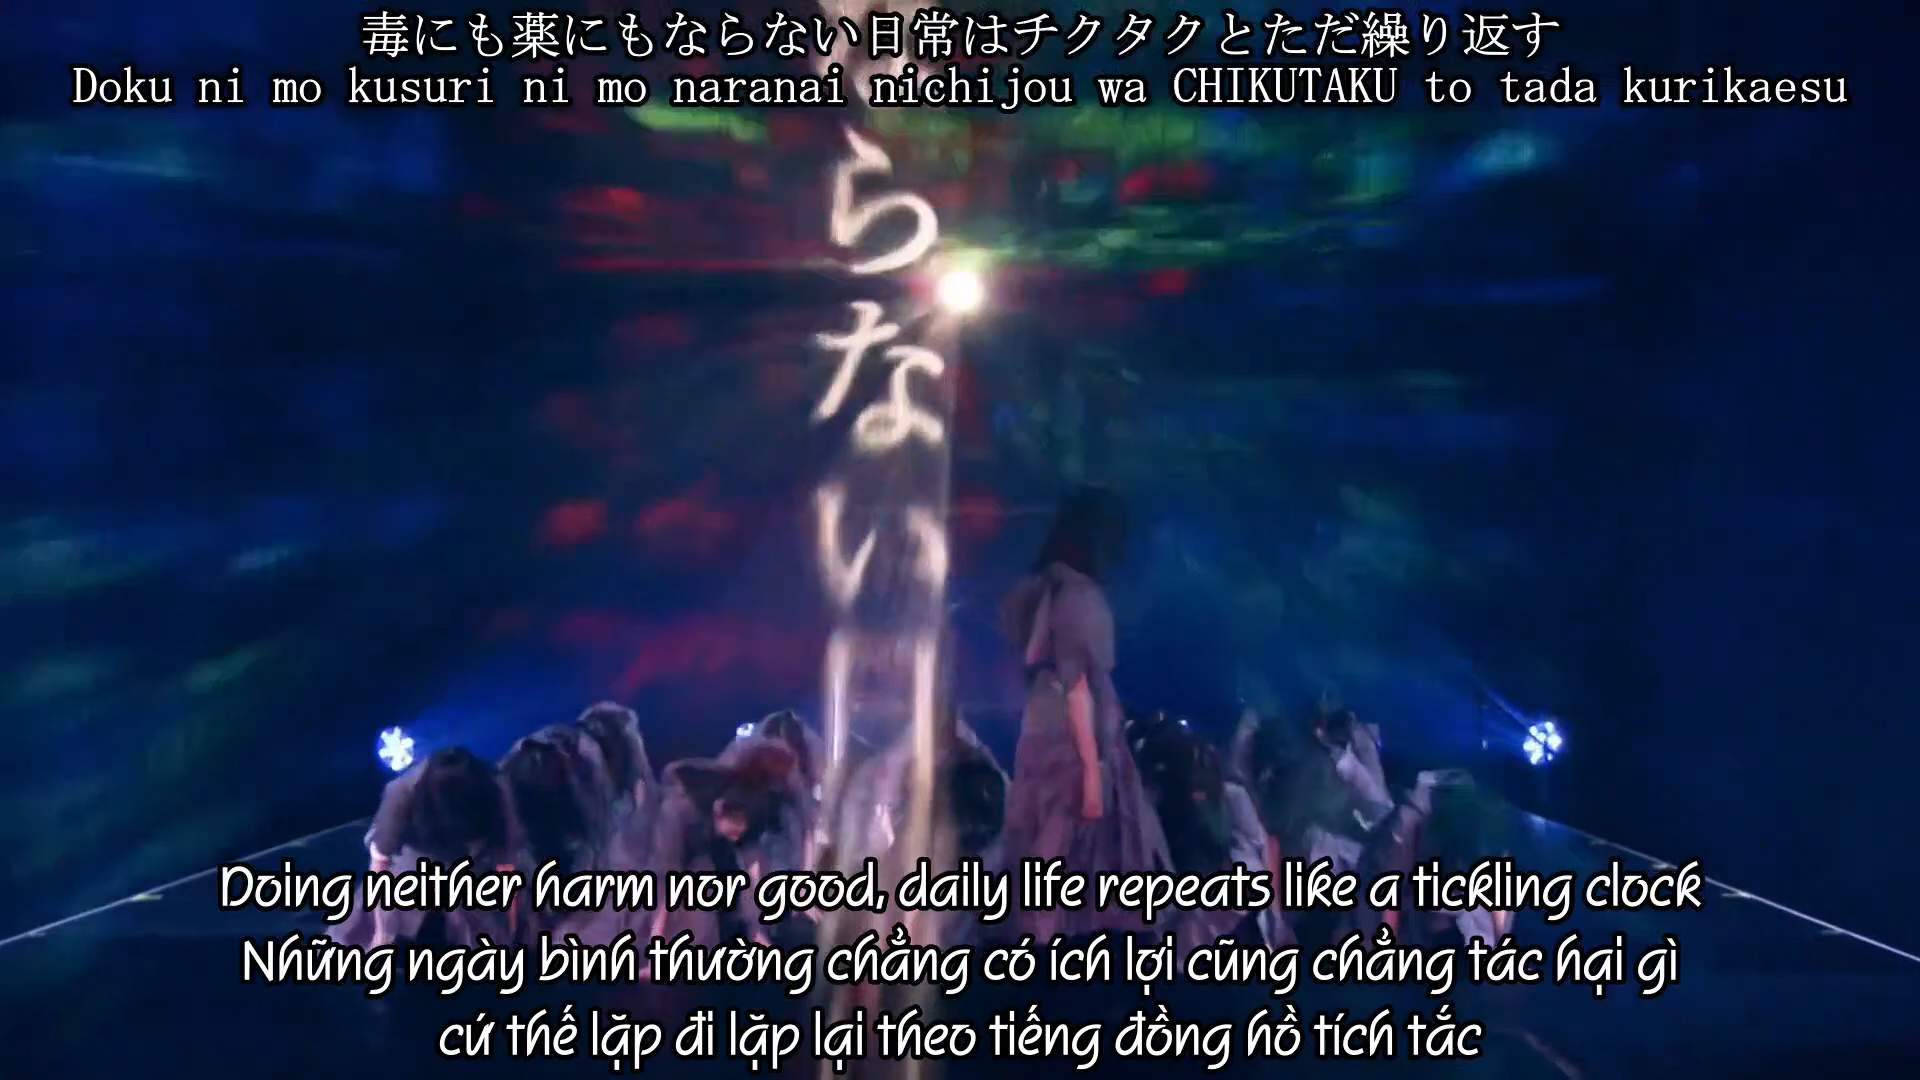 毒にも薬にもならない日常はチクタクとただ繰り返す
Doku ni mo kusuri ni mo naranai nichijou wa CHIKUTAKU to tada kurikaesu
らない
Doing neither harm nor good, daily life repeats like a tickling clock
Những ngày bình thường chẳng có ích lợi cũng chẳng tác hại gì
cứ thế lặp đi lặp lại theo tiếng đồng hồ tích tắc